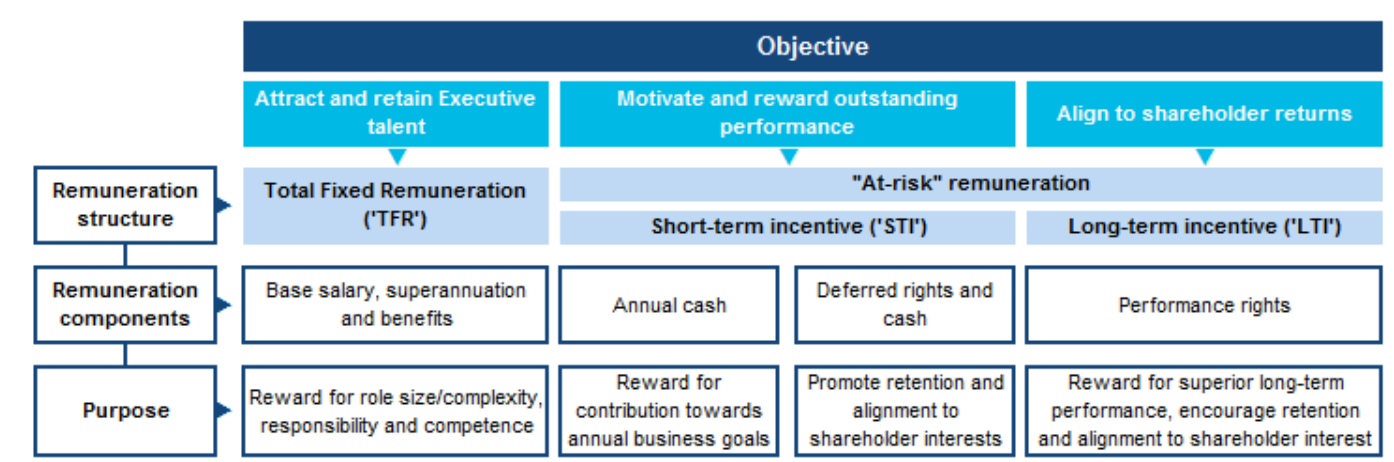 Objective
Attract and retain Executive
talent
Motivate and reward outstanding
performance
Align to shareholder returns
Remuneration
structure
Total Fixed Remuneration
('TFR')
"At-risk" remuneration
Short-term incentive ('STI')
Long-term incentive ('LTI')
Remuneration
components
Base salary, superannuation
and benefits
Annual cash
Deferred rights and
cash
Performance rights
Purpose
Reward for role size/complexity,
responsibility and competence
Reward for
contribution towards
annual business goals
Promote retention and
alignment to
shareholder interests
Reward for superior long-term
performance, encourage retention
and alignment to shareholder interest